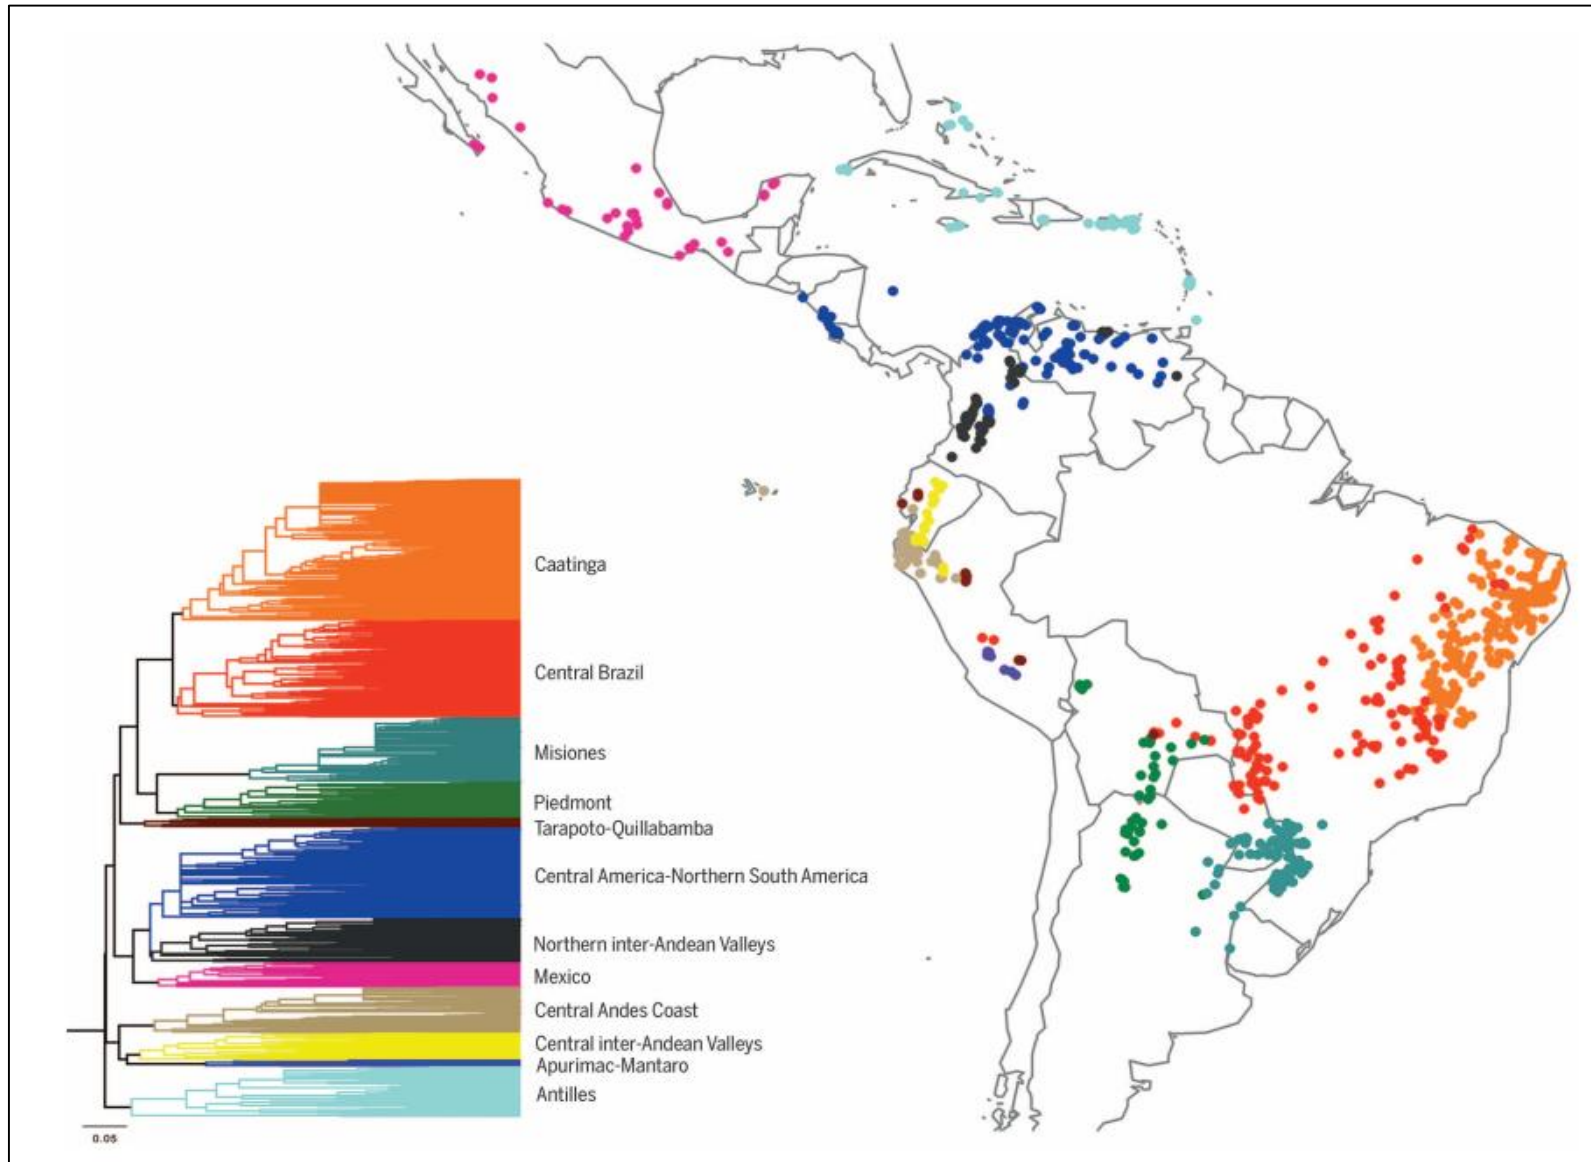 Caatinga
Central Brazil
Misiones
Piedmont
Tarapoto-Quillabamba
Central America-Northern South America
Northern inter-Andean Valleys
Mexico
Central Andes Coast
Central inter-Andean Valleys
Apurimac-Mantaro
Antilles
0.05